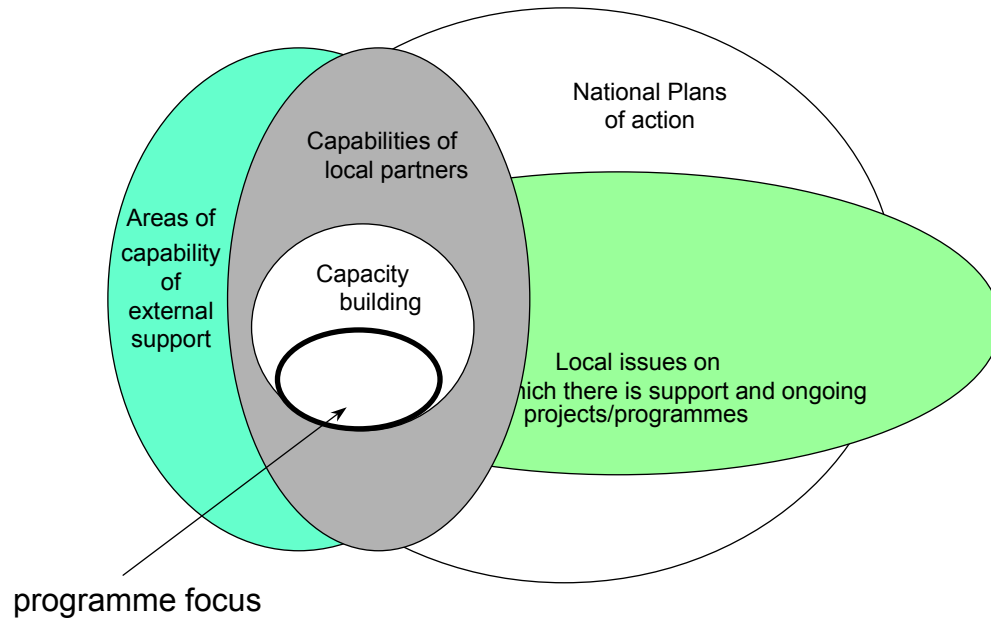 National Plans
of action
Capabilities of
local partners
Areas of
capability
of
external
support
Capacity
building
Local issues on
hich there is support and ongoing
projects/programmes
programme focus